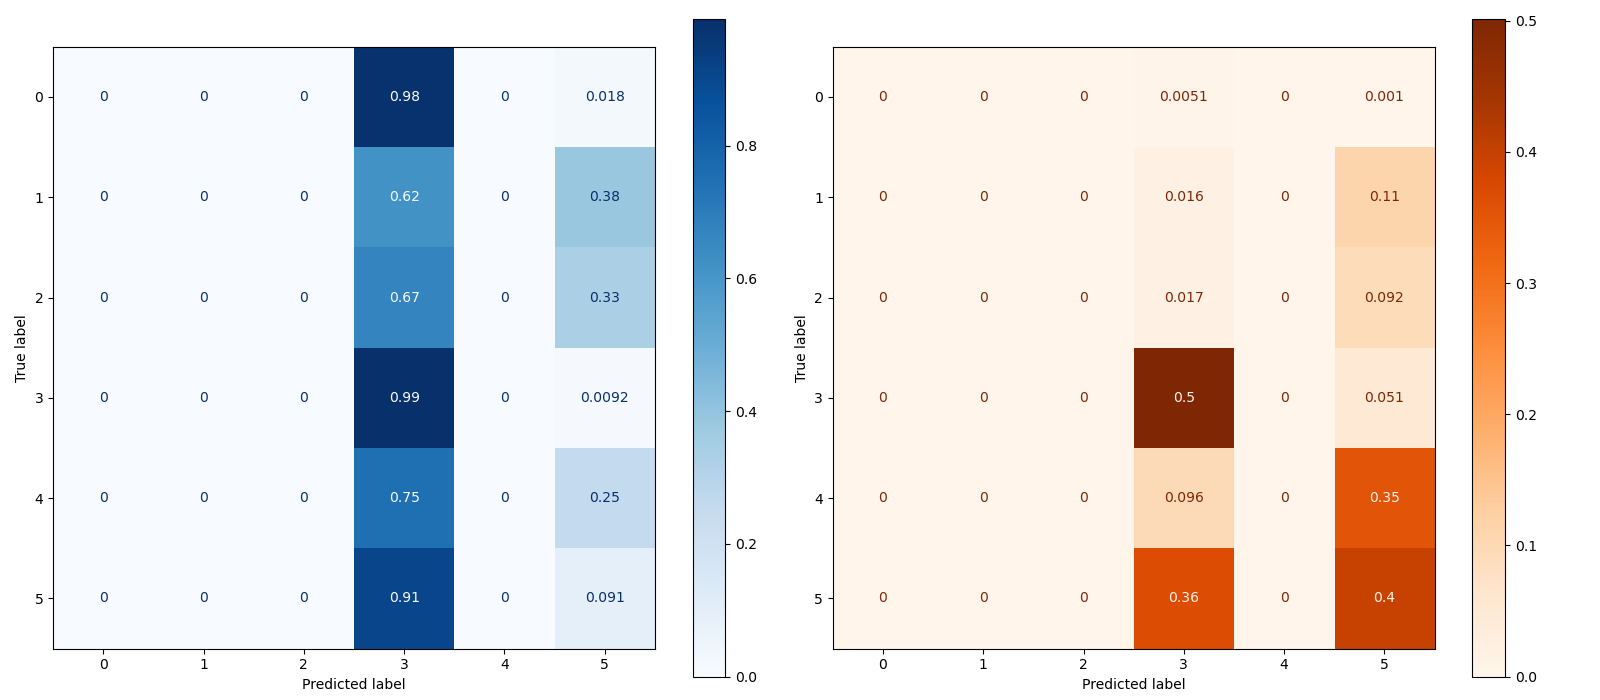 0 0 0 0 0.98 0 0.018
1 0 0 0 0.62 0 0.38
2 0 0 0 0.67 0 0.33
3 0 0 0 0.99 0 0.0092
4 0 0 0 0.75 0 0.25
5 0 0 0 0.91 0 0.091
0 1 2 3 4 5
Predicted label
True label
0.8
0.6
0.4
0.2
0.0
0 0 0 0 0.0051 0 0.001
1 0 0 0 0.016 0 0.11
2 0 0 0 0.017 0 0.092
3 0 0 0 0.5 0 0.051
4 0 0 0 0.096 0 0.35
5 0 0 0 0.36 0 0.4
0 1 2 3 4 5
Predicted label
True label
0.5
0.4
0.3
0.2
0.1
0.0